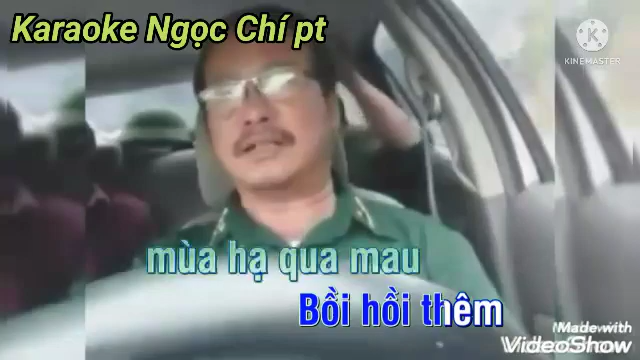 Karaoke Ngọc Chí pt
KINEMASTER
mùa hạ qua mau
Bồi hồi thêm
Made with
VideoShow